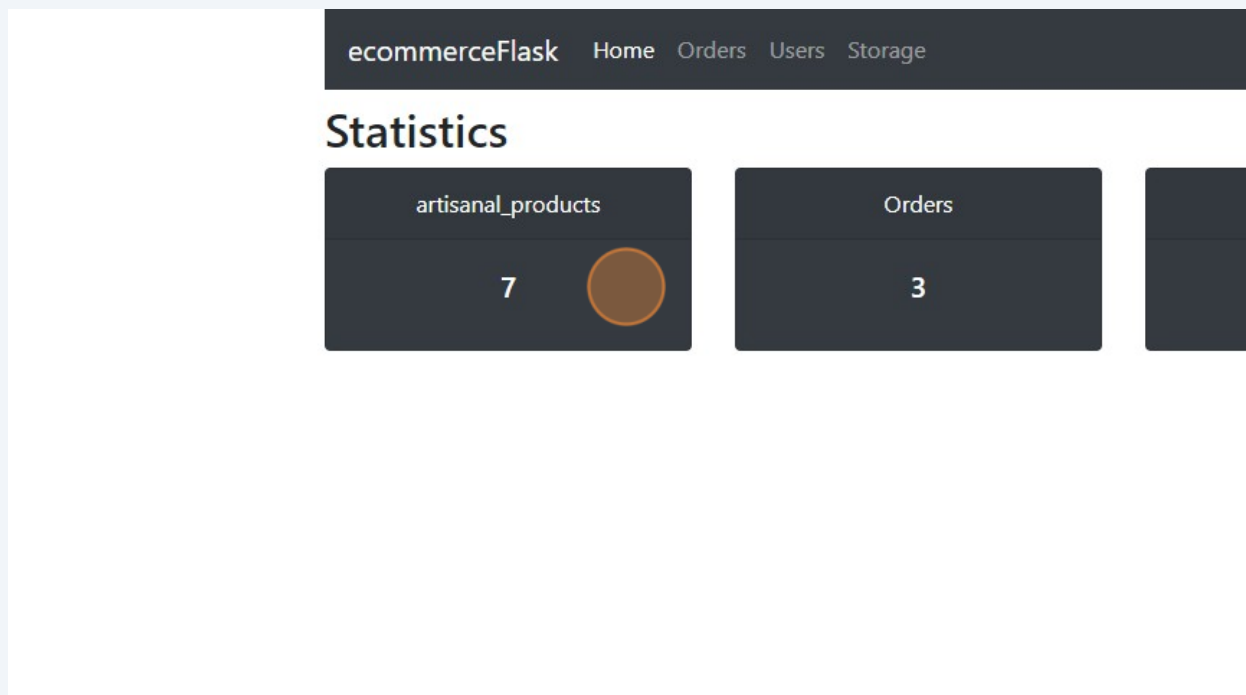 ecommerceFlask Home Orders Users Storage
Statistics
artisanal_products
7
Orders
3